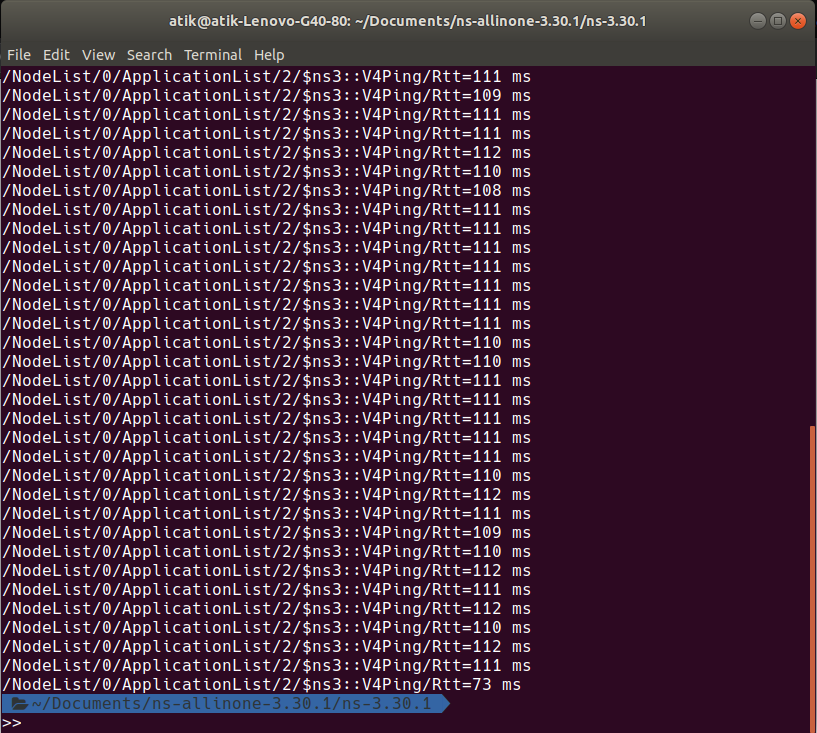 atik@atik-Lenovo-G40-80: ~/Documents/ns-allinone-3.30.1/ns-3.30.1
File Edit View Search Terminal Help
/NodeList/0/ApplicationList/2/$ns3::V4Ping/Rtt=111 ms
/NodeList/0/ApplicationList/2/$ns3::V4Ping/Rtt=109 ms
/NodeList/0/ApplicationList/2/$ns3::V4Ping/Rtt=111 ms
/NodeList/0/ApplicationList/2/$ns3::V4Ping/Rtt=111 ms
/NodeList/0/ApplicationList/2/$ns3::V4Ping/Rtt=112 ms
/NodeList/0/ApplicationList/2/$ns3::V4Ping/Rtt=110 ms
/NodeList/0/ApplicationList/2/$ns3::V4Ping/Rtt=108 ms
/NodeList/0/ApplicationList/2/$ns3::V4Ping/Rtt=111 ms
/NodeList/0/ApplicationList/2/$ns3::V4Ping/Rtt=111 ms
/NodeList/0/ApplicationList/2/$ns3::V4Ping/Rtt=111 ms
/NodeList/0/ApplicationList/2/$ns3::V4Ping/Rtt=111 ms
/NodeList/0/ApplicationList/2/$ns3::V4Ping/Rtt=111 ms
/NodeList/0/ApplicationList/2/$ns3::V4Ping/Rtt=111 ms
/NodeList/0/ApplicationList/2/$ns3::V4Ping/Rtt=111 ms
/NodeList/0/ApplicationList/2/$ns3::V4Ping/Rtt=110 ms
/NodeList/0/ApplicationList/2/$ns3::V4Ping/Rtt=110 ms
/NodeList/0/ApplicationList/2/$ns3::V4Ping/Rtt=111 ms
/NodeList/0/ApplicationList/2/$ns3::V4Ping/Rtt=111 ms
/NodeList/0/ApplicationList/2/$ns3::V4Ping/Rtt=111 ms
/NodeList/0/ApplicationList/2/$ns3::V4Ping/Rtt=111 ms
/NodeList/0/ApplicationList/2/$ns3::V4Ping/Rtt=111 ms
/NodeList/0/ApplicationList/2/$ns3::V4Ping/Rtt=110 ms
/NodeList/0/ApplicationList/2/$ns3::V4Ping/Rtt=112 ms
/NodeList/0/ApplicationList/2/$ns3::V4Ping/Rtt=111 ms
/NodeList/0/ApplicationList/2/$ns3::V4Ping/Rtt=109 ms
/NodeList/0/ApplicationList/2/$ns3::V4Ping/Rtt=110 ms
/NodeList/0/ApplicationList/2/$ns3::V4Ping/Rtt=112 ms
/NodeList/0/ApplicationList/2/$ns3::V4Ping/Rtt=111 ms
/NodeList/0/ApplicationList/2/$ns3::V4Ping/Rtt=112 ms
/NodeList/0/ApplicationList/2/$ns3::V4Ping/Rtt=110 ms
/NodeList/0/ApplicationList/2/$ns3::V4Ping/Rtt=112 ms
/NodeList/0/ApplicationList/2/$ns3::V4Ping/Rtt=111 ms
/NodeList/0/ApplicationList/2/$ns3::V4Ping/Rtt=73 ms
~/Documents/ns-allinone-3.30.1/ns-3.30.1
>>